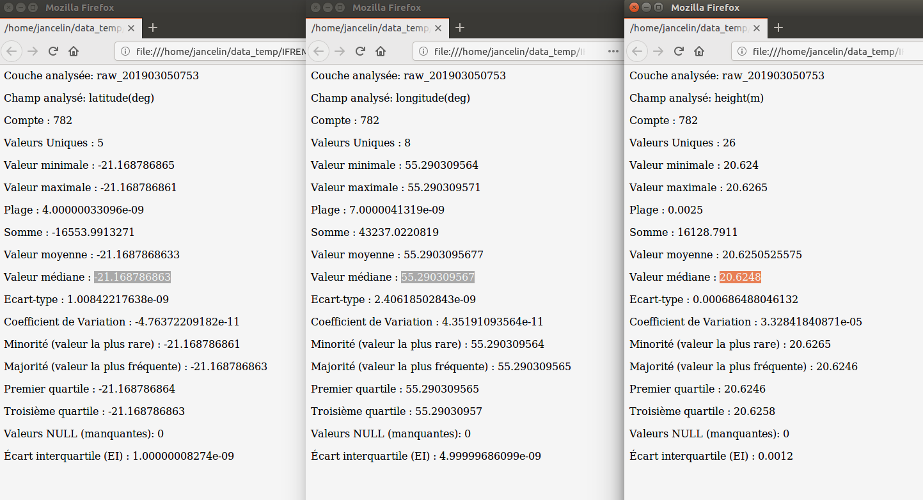 Mozilla Firefox
/home/jancelin/data_temp/
file:///home/jancelin/data_temp/IFREM
Couche analysée: raw_201903050753
Champ analysé: latitude(deg)
Compte : 782
Valeurs Uniques : 5
Valeur minimale : -21.168786865
Valeur maximale : -21.168786861
Plage : 4.00000033096e-09
Somme : -16553.9913271
Valeur moyenne : -21.1687868633
Valeur médiane : -21.168786863
Ecart-type : 1.00842217638e-09
Coefficient de Variation : -4.76372209182e-11
Minorité (valeur la plus rare) : -21.168786861
Majorité (valeur la plus fréquente) : -21.168786863
Premier quartile : -21.168786864
Troisième quartile : -21.168786863
Valeurs NULL (manquantes): 0
Écart interquartile (EI) : 1.00000008274e-09
Mozilla Firefox
/home/jancelin/data_temp/
file:///home/jancelin/data_temp/I
Couche analysée: raw_201903050753
Champ analysé: longitude(deg)
Compte : 782
Valeurs Uniques : 8
Valeur minimale : 55.290309564
Valeur maximale : 55.290309571
Plage : 7.0000041319e-09
Somme : 43237.0220819
Valeur moyenne : 55.2903095677
Valeur médiane : 55.290309567
Ecart-type : 2.40618502843e-09
Coefficient de Variation : 4.35191093564e-11
Minorité (valeur la plus rare) : 55.290309564
Majorité (valeur la plus fréquente) : 55.290309565
Premier quartile : 55.290309565
Troisième quartile : 55.29030957
Valeurs NULL (manquantes): 0
Écart interquartile (EI) : 4.99999686099e-09
Mozilla Firefox
/home/jancelin/data_temp/
file:///home/jancelin/data_temp/
Couche analysée: raw_201903050753
Champ analysé: height(m)
Compte : 782
Valeurs Uniques : 26
Valeur minimale : 20.624
Valeur maximale : 20.6265
Plage : 0.0025
Somme : 16128.7911
Valeur moyenne : 20.6250525575
Valeur médiane : 20.6248
Ecart-type : 0.000686488046132
Coefficient de Variation : 3.32841840871e-05
Minorité (valeur la plus rare) : 20.6265
Majorité (valeur la plus fréquente) : 20.6246
Premier quartile : 20.6246
Troisième quartile : 20.6258
Valeurs NULL (manquantes): 0
Écart interquartile (EI) : 0.0012